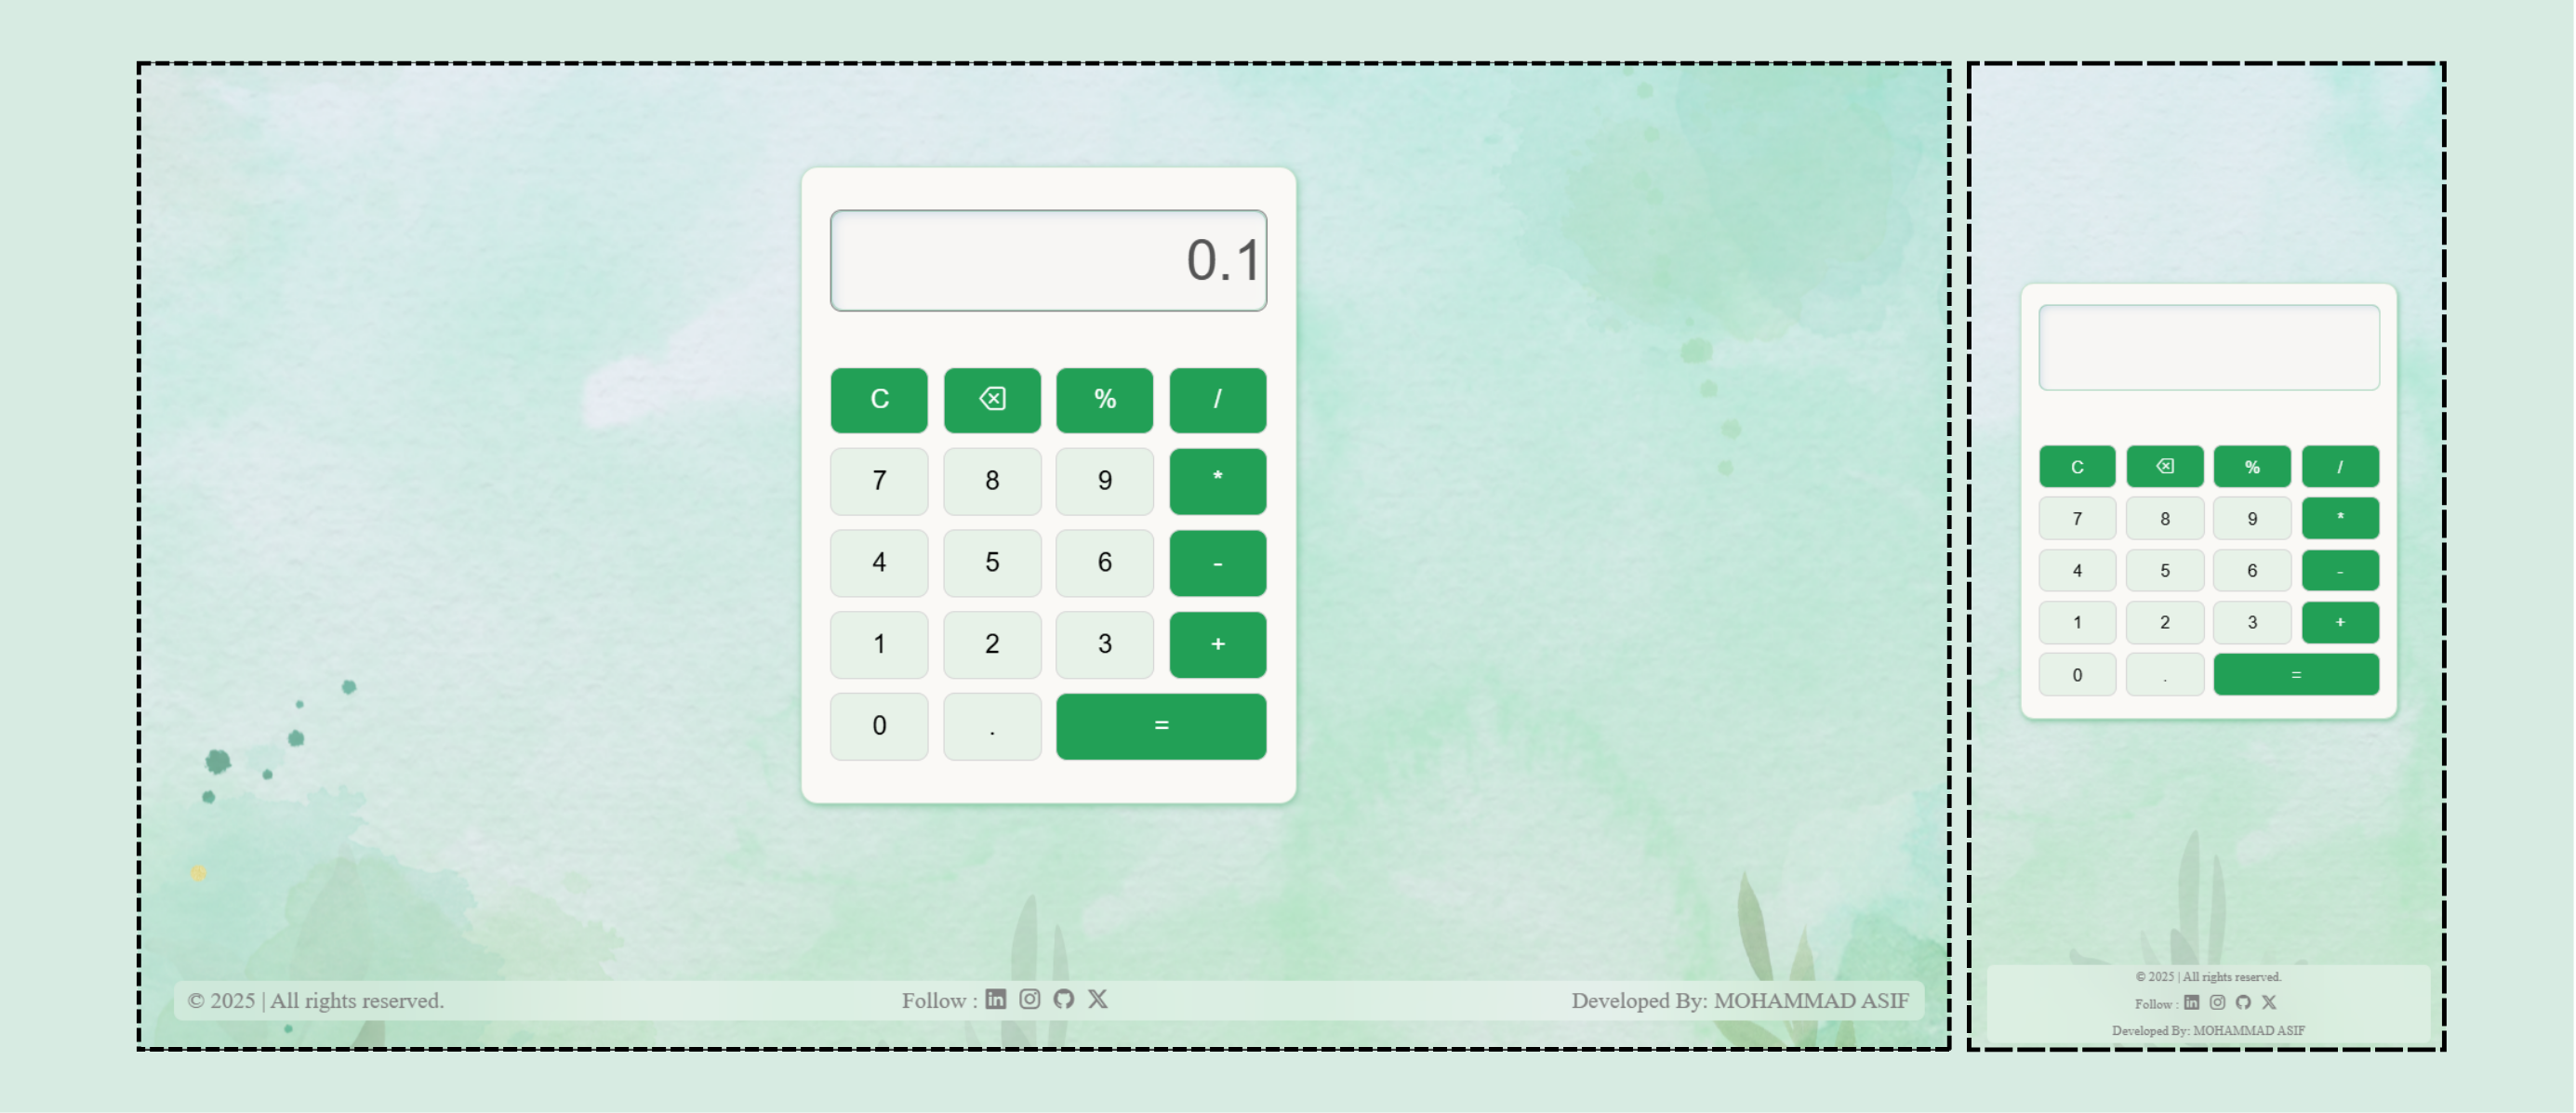 0.1
C % /
7 8 9 *
4 5 6 -
1 2 3 +
0 . =
© 2025 | All rights reserved.
Follow : in X
Developed By: MOHAMMAD ASIF
C % /
7 8 9 *
4 5 6 -
1 2 3 +
0 . =
© 2025 | All rights reserved.
Follow : in X
Developed By: MOHAMMAD ASIF